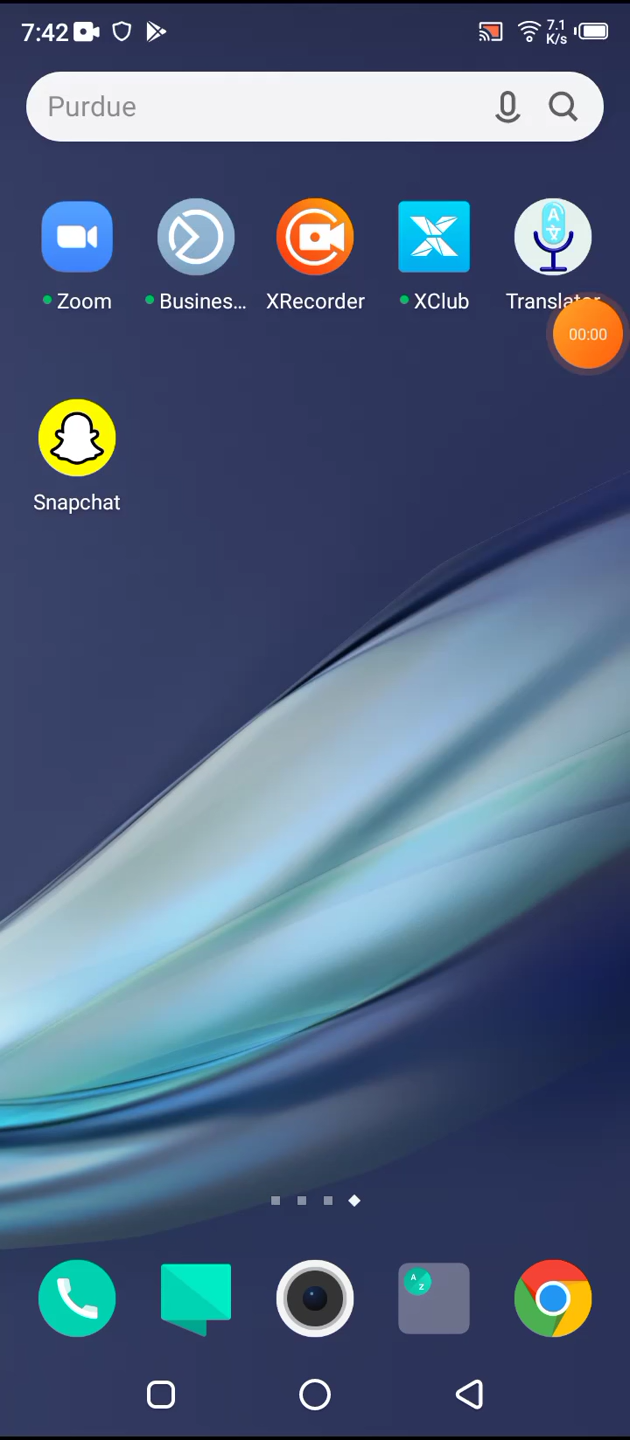 7:42
7.1
K/s
Purdue
Zoom
Busines...
XRecorder
XClub
Translator
00:00
Snapchat
A
Z